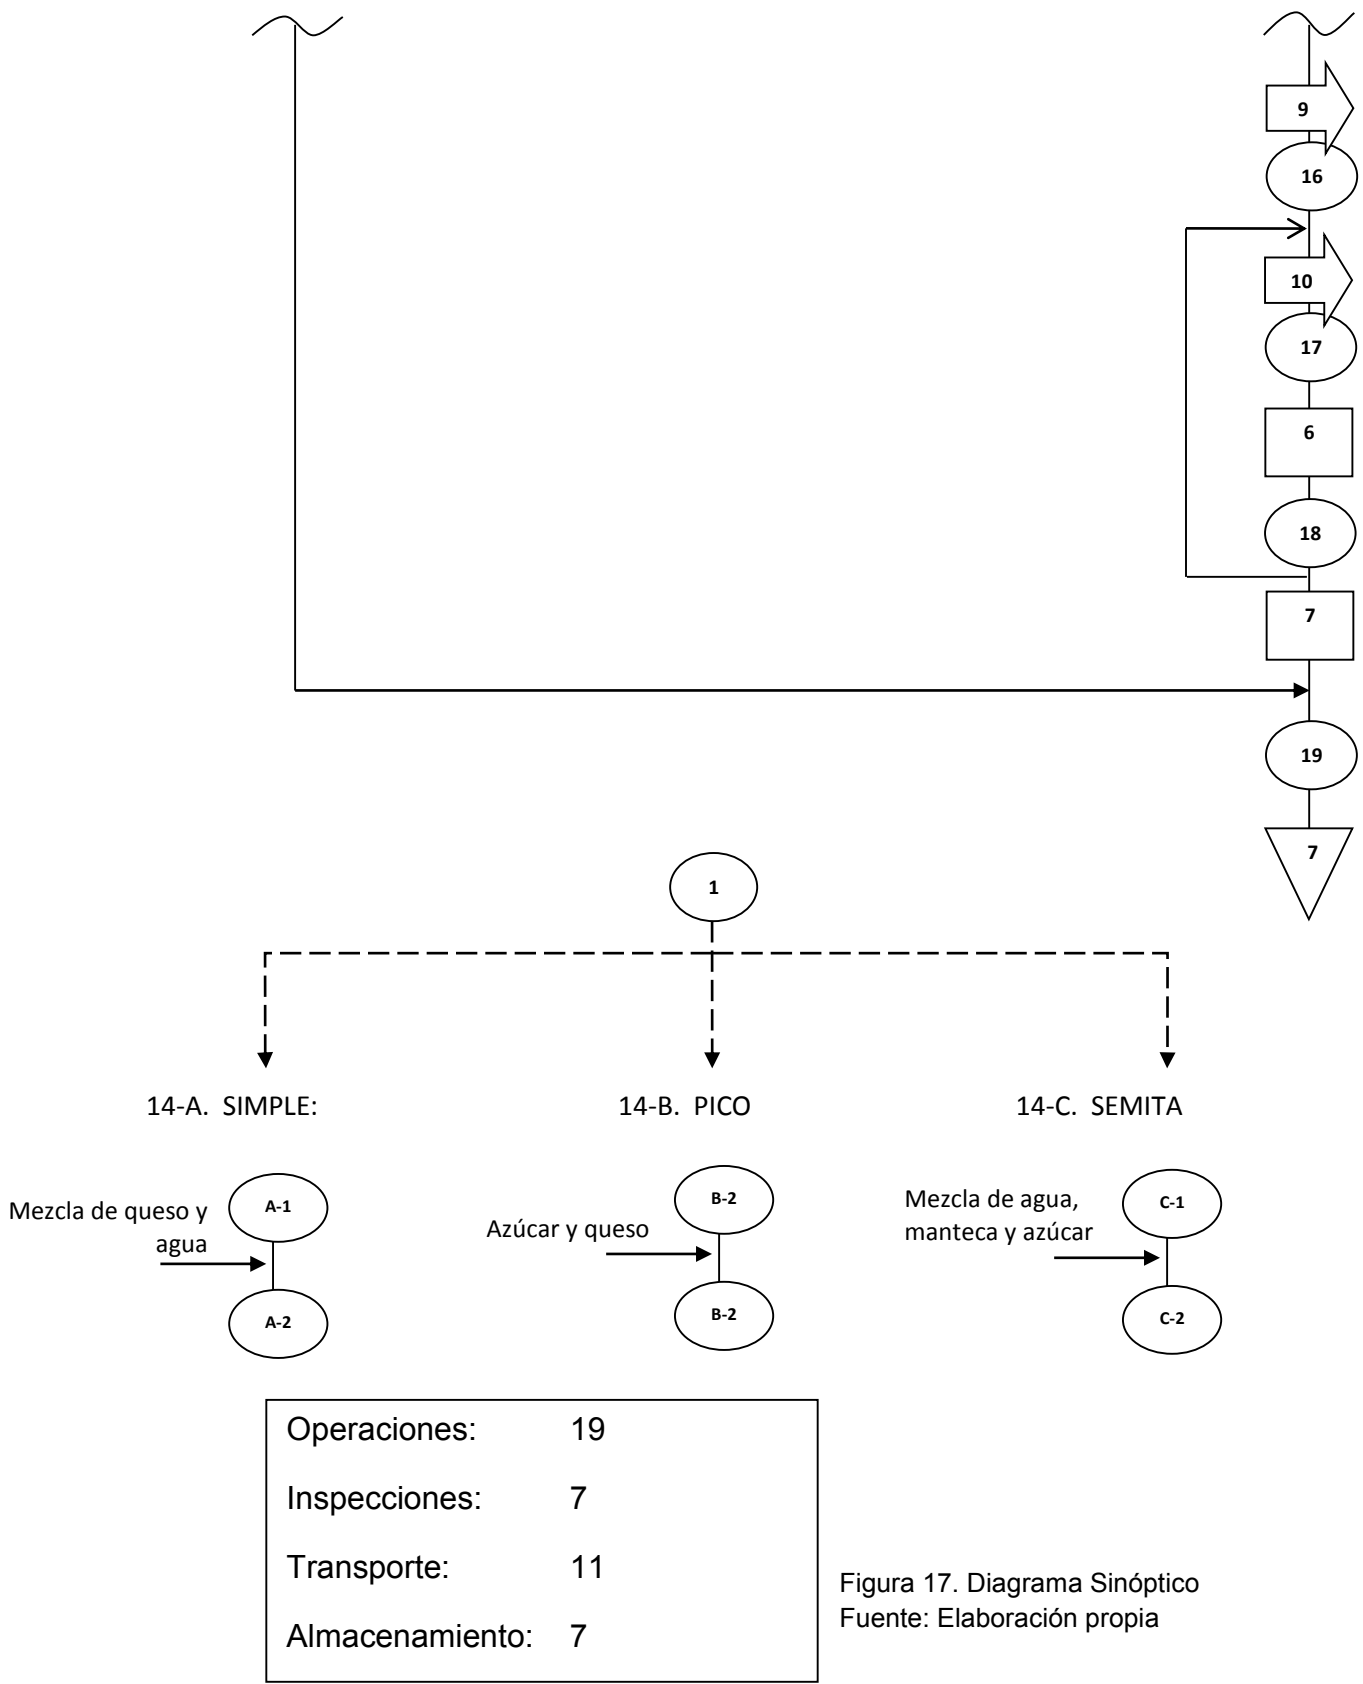 9
16
10
17
6
18
7
19
7
1
14-A. SIMPLE:
14-B. PICO
14-C. SEMITA
Mezcla de queso y
agua
A-1
A-2
Azúcar y queso
B-2
B-2
Mezcla de agua,
manteca y azúcar
C-1
C-2
Operaciones: 19
Inspecciones: 7
Transporte: 11
Almacenamiento: 7
Figura 17. Diagrama Sinóptico
Fuente: Elaboración propia